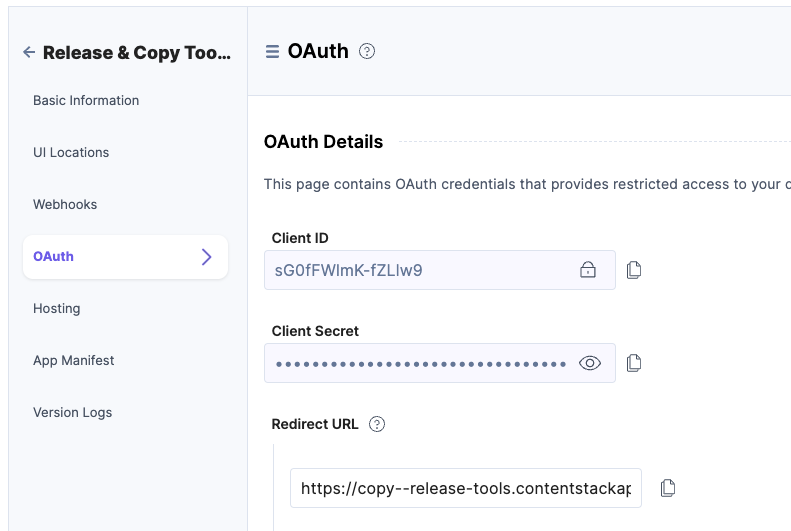 Release & Copy Too...
Basic Information
UI Locations
Webhooks
OAuth
Hosting
App Manifest
Version Logs
OAuth
OAuth Details
This page contains OAuth credentials that provides restricted access to your
Client ID
sG0fFWlmK-fZLlw9
Client Secret
Redirect URL
https://copy--release-tools.contentstackap